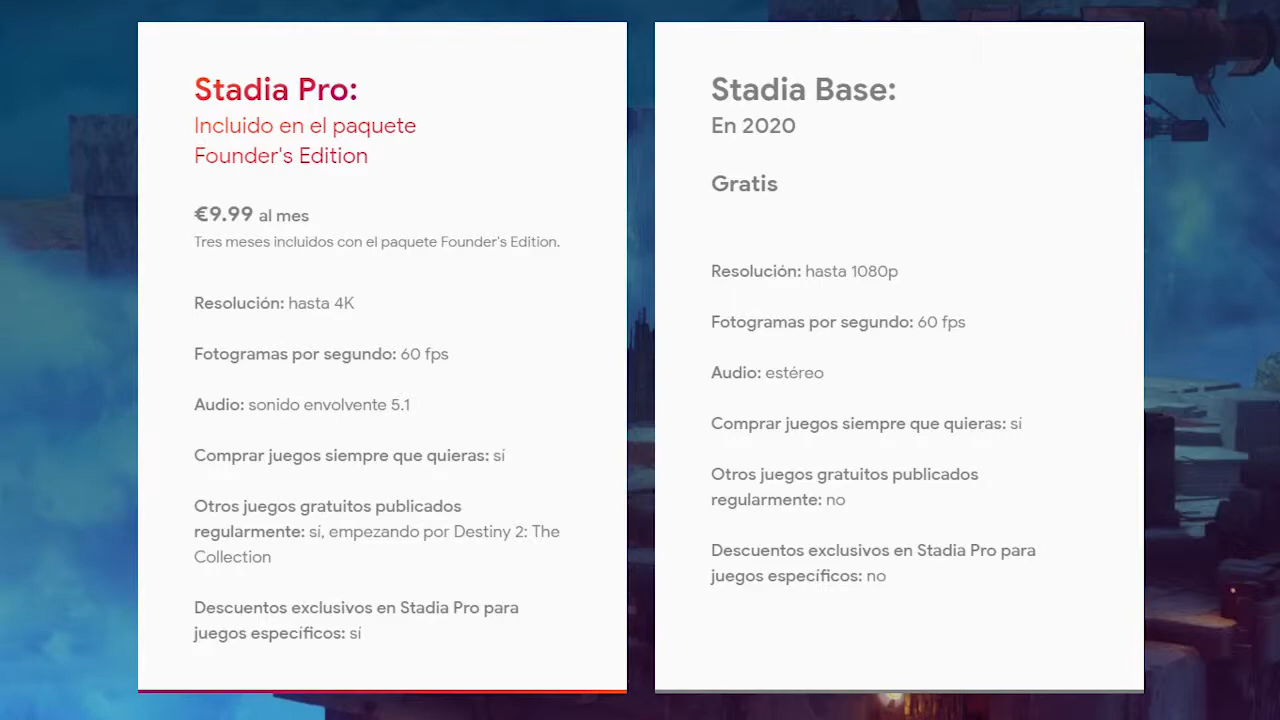 Stadia Pro:
Incluido en el paquete
Founder's Edition
€9.99 al mes
Tres meses incluidos con el paquete Founder's Edition.
Resolución: hasta 4K
Fotogramas por segundo: 60 fps
Audio: sonido envolvente 5.1
Comprar juegos siempre que quieras: sí
Otros juegos gratuitos publicados
regularmente: sí, empezando por Destiny 2: The
Collection
Descuentos exclusivos en Stadia Pro para
juegos específicos: sí
Stadia Base:
En 2020
Gratis
Resolución: hasta 1080p
Fotogramas por segundo: 60 fps
Audio: estéreo
Comprar juegos siempre que quieras: sí
Otros juegos gratuitos publicados
regularmente: no
Descuentos exclusivos en Stadia Pro para
juegos específicos: no